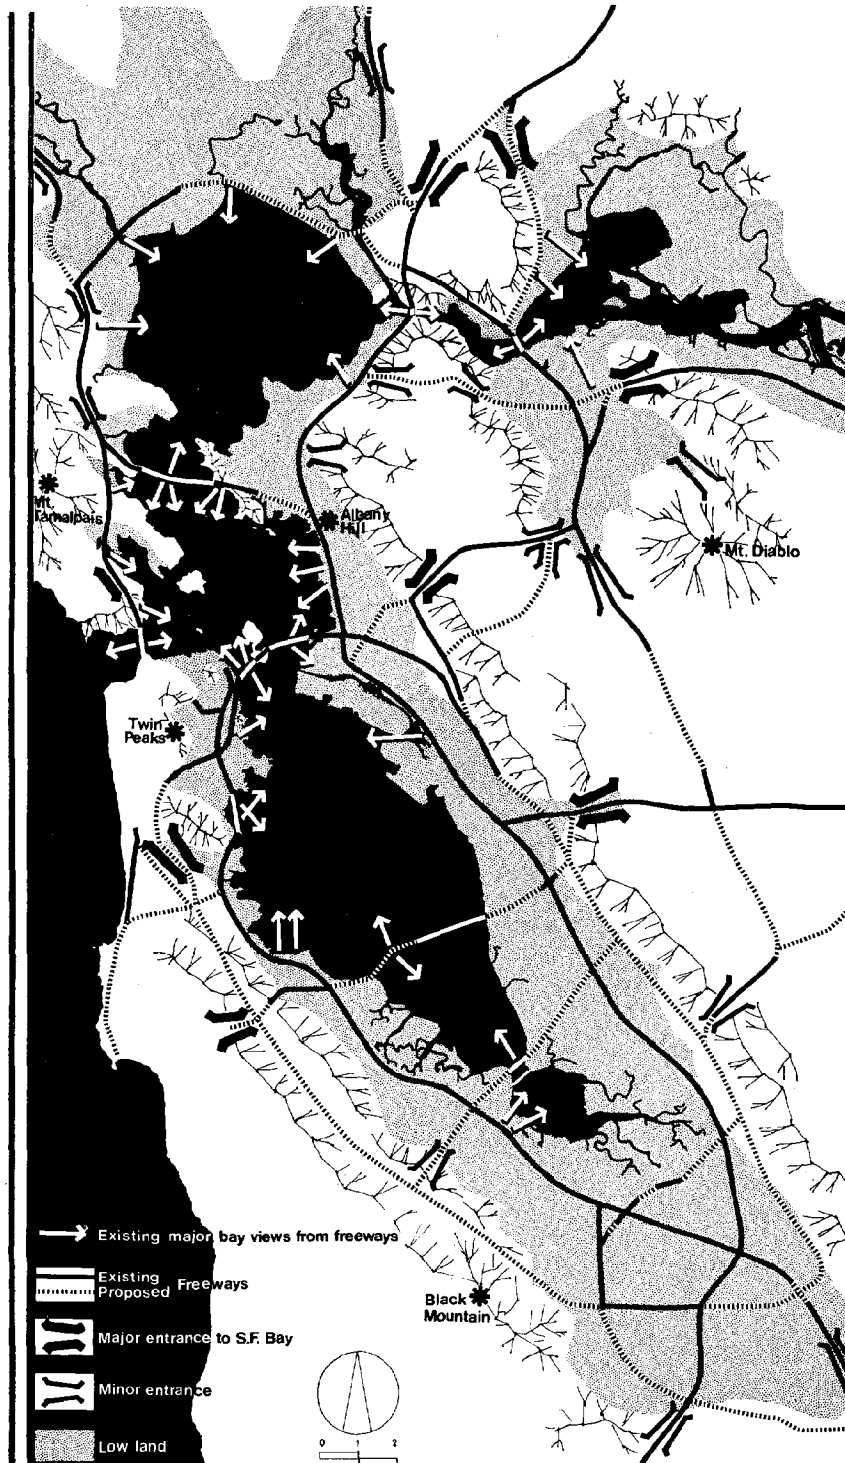 Mt.
Tamalpais
Albany
Hill
Mt. Diablo
Twin
Peaks
Existing major bay views from freeways
Existing
Proposed
Freeways
Black
Mountain
Major entrance to S.F. Bay
Minor entrance
Low land
0 1 2